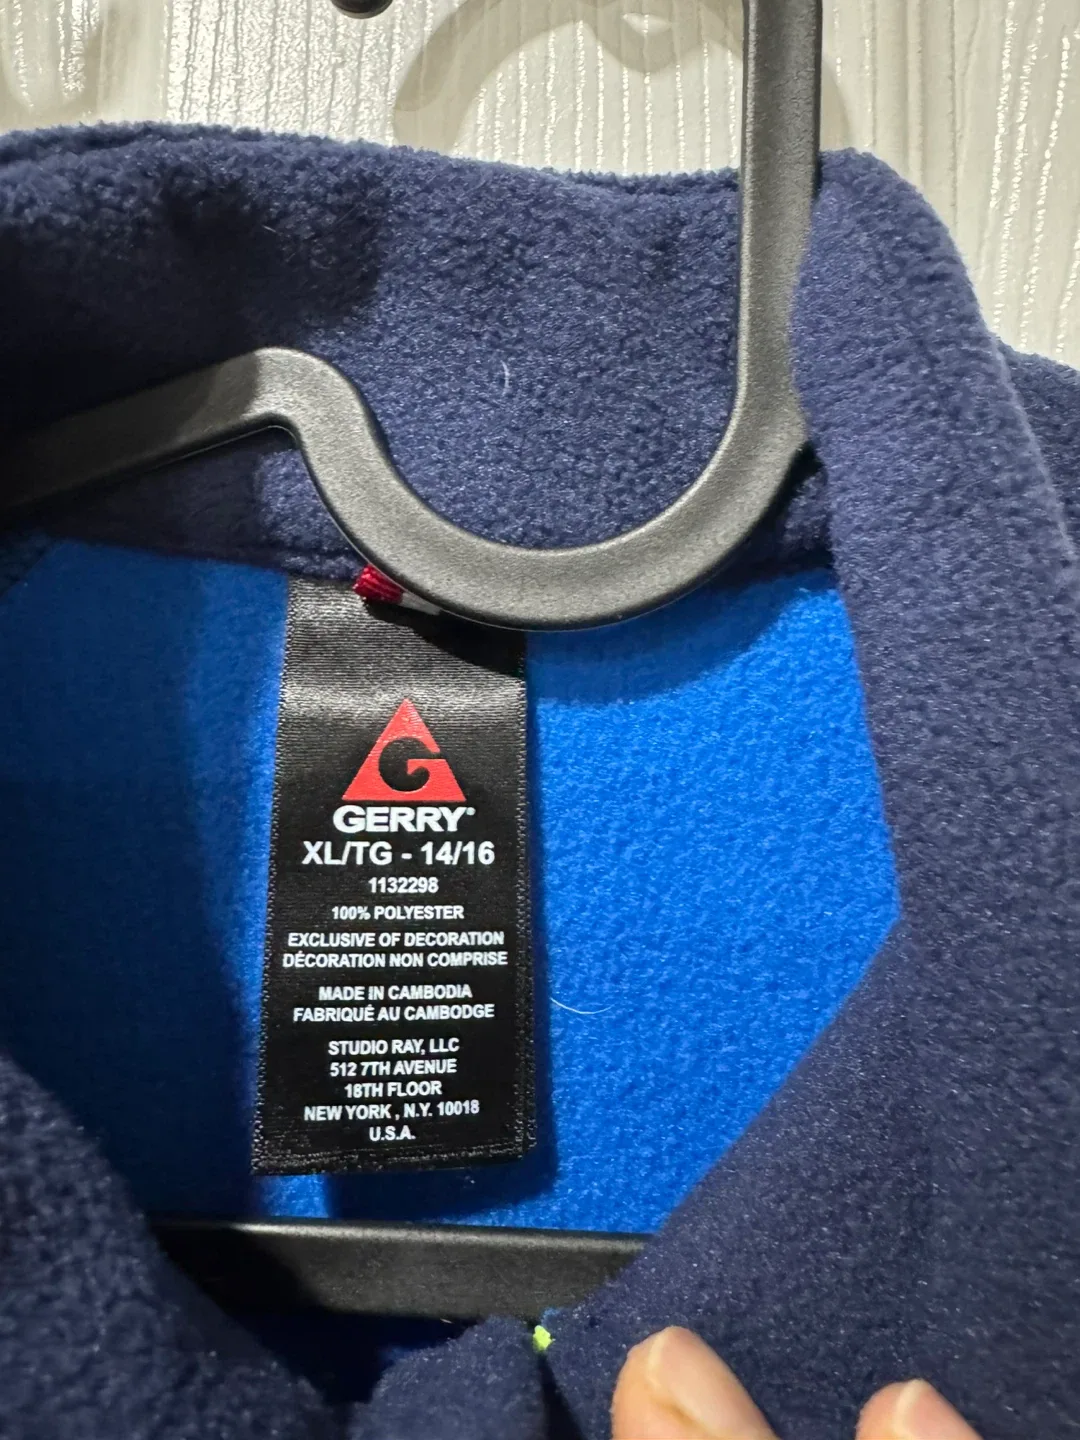 GERRY®
XL/TG - 14/16
1132298
100% POLYESTER
EXCLUSIVE OF DECORATION
DÉCORATION NON COMPRISE
MADE IN CAMBODIA
FABRIQUÉ AU CAMBODGE
STUDIO RAY, LLC
512 7TH AVENUE
18TH FLOOR
NEW YORK , N.Y. 10018
U.S.A.